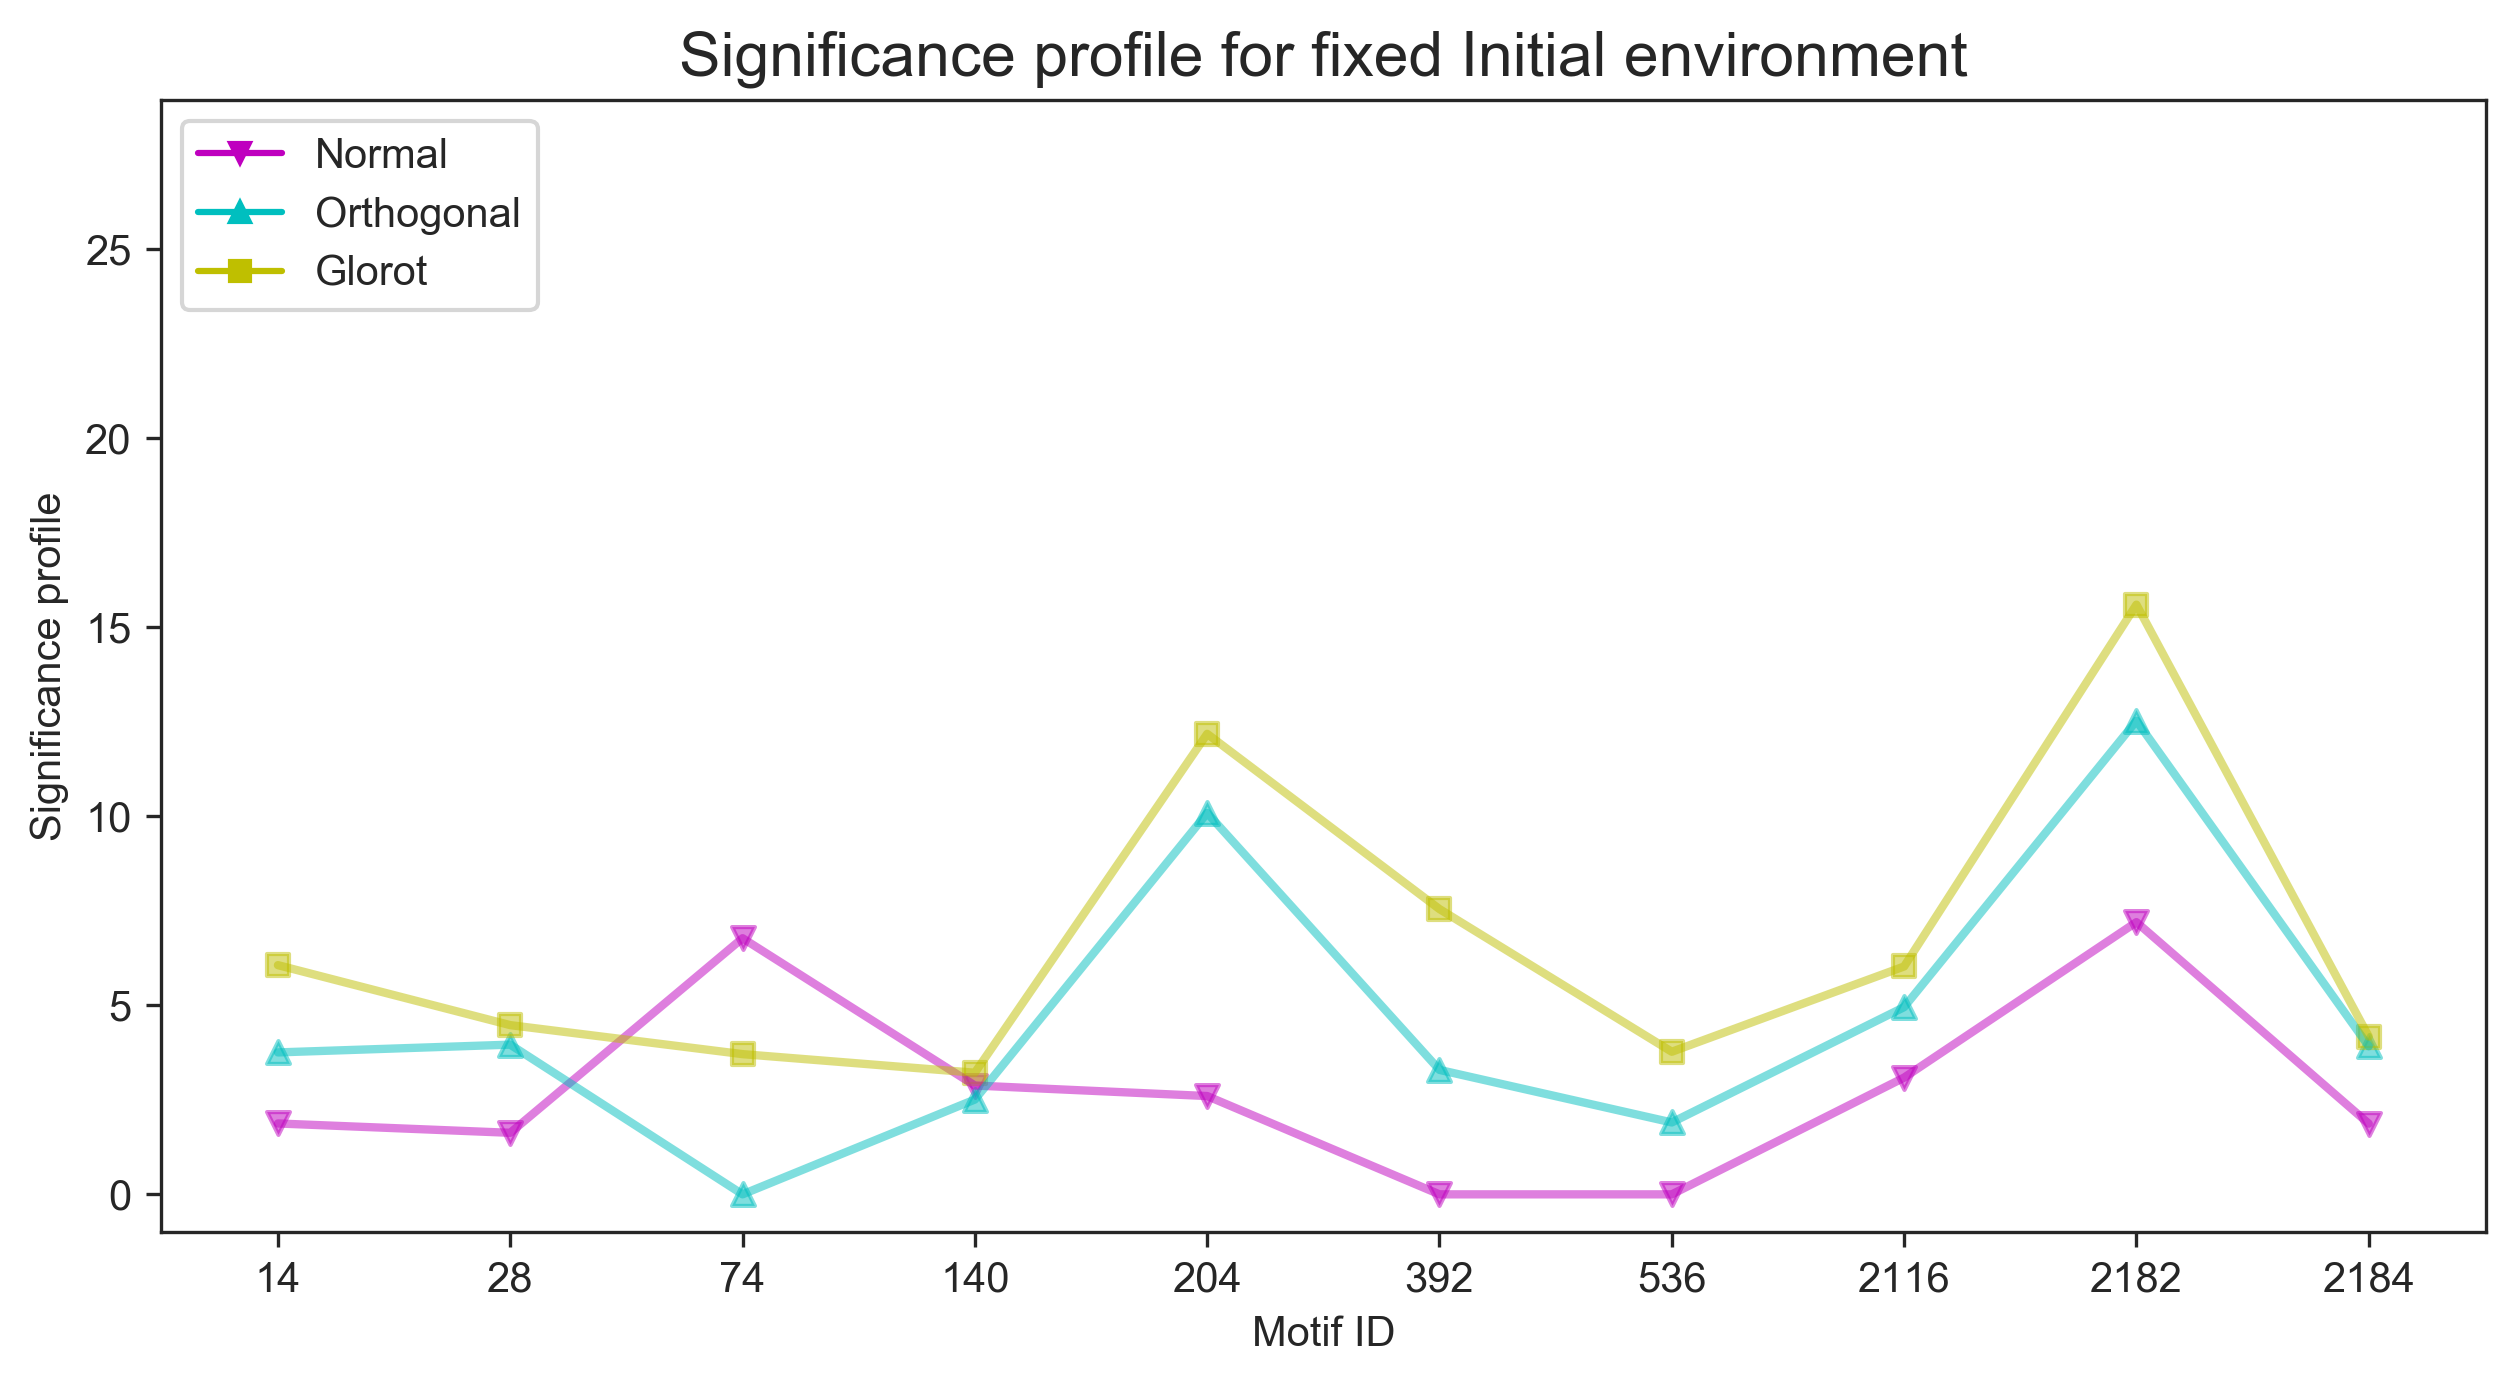 Significance profile for fixed Initial environment
Normal
Orthogonal
Glorot
25
20
15
10
5
0
Significance profile
14 28 74 140 204 392 536 2116 2182 2184
Motif ID